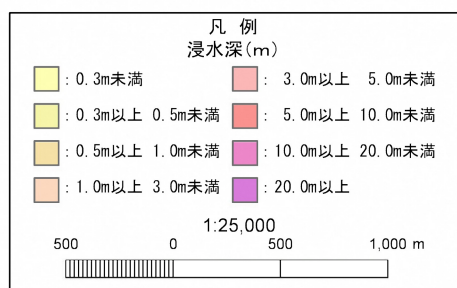 凡 例
浸水深(m)
: 0.3m未満
: 0.3m以上 0.5m未満
: 0.5m以上 1.0m未満
: 1.0m以上 3.0m未満
: 3.0m以上 5.0m未満
: 5.0m以上 10.0m未満
: 10.0m以上 20.0m未満
: 20.0m以上
1:25,000
500 0 500 1,000 m